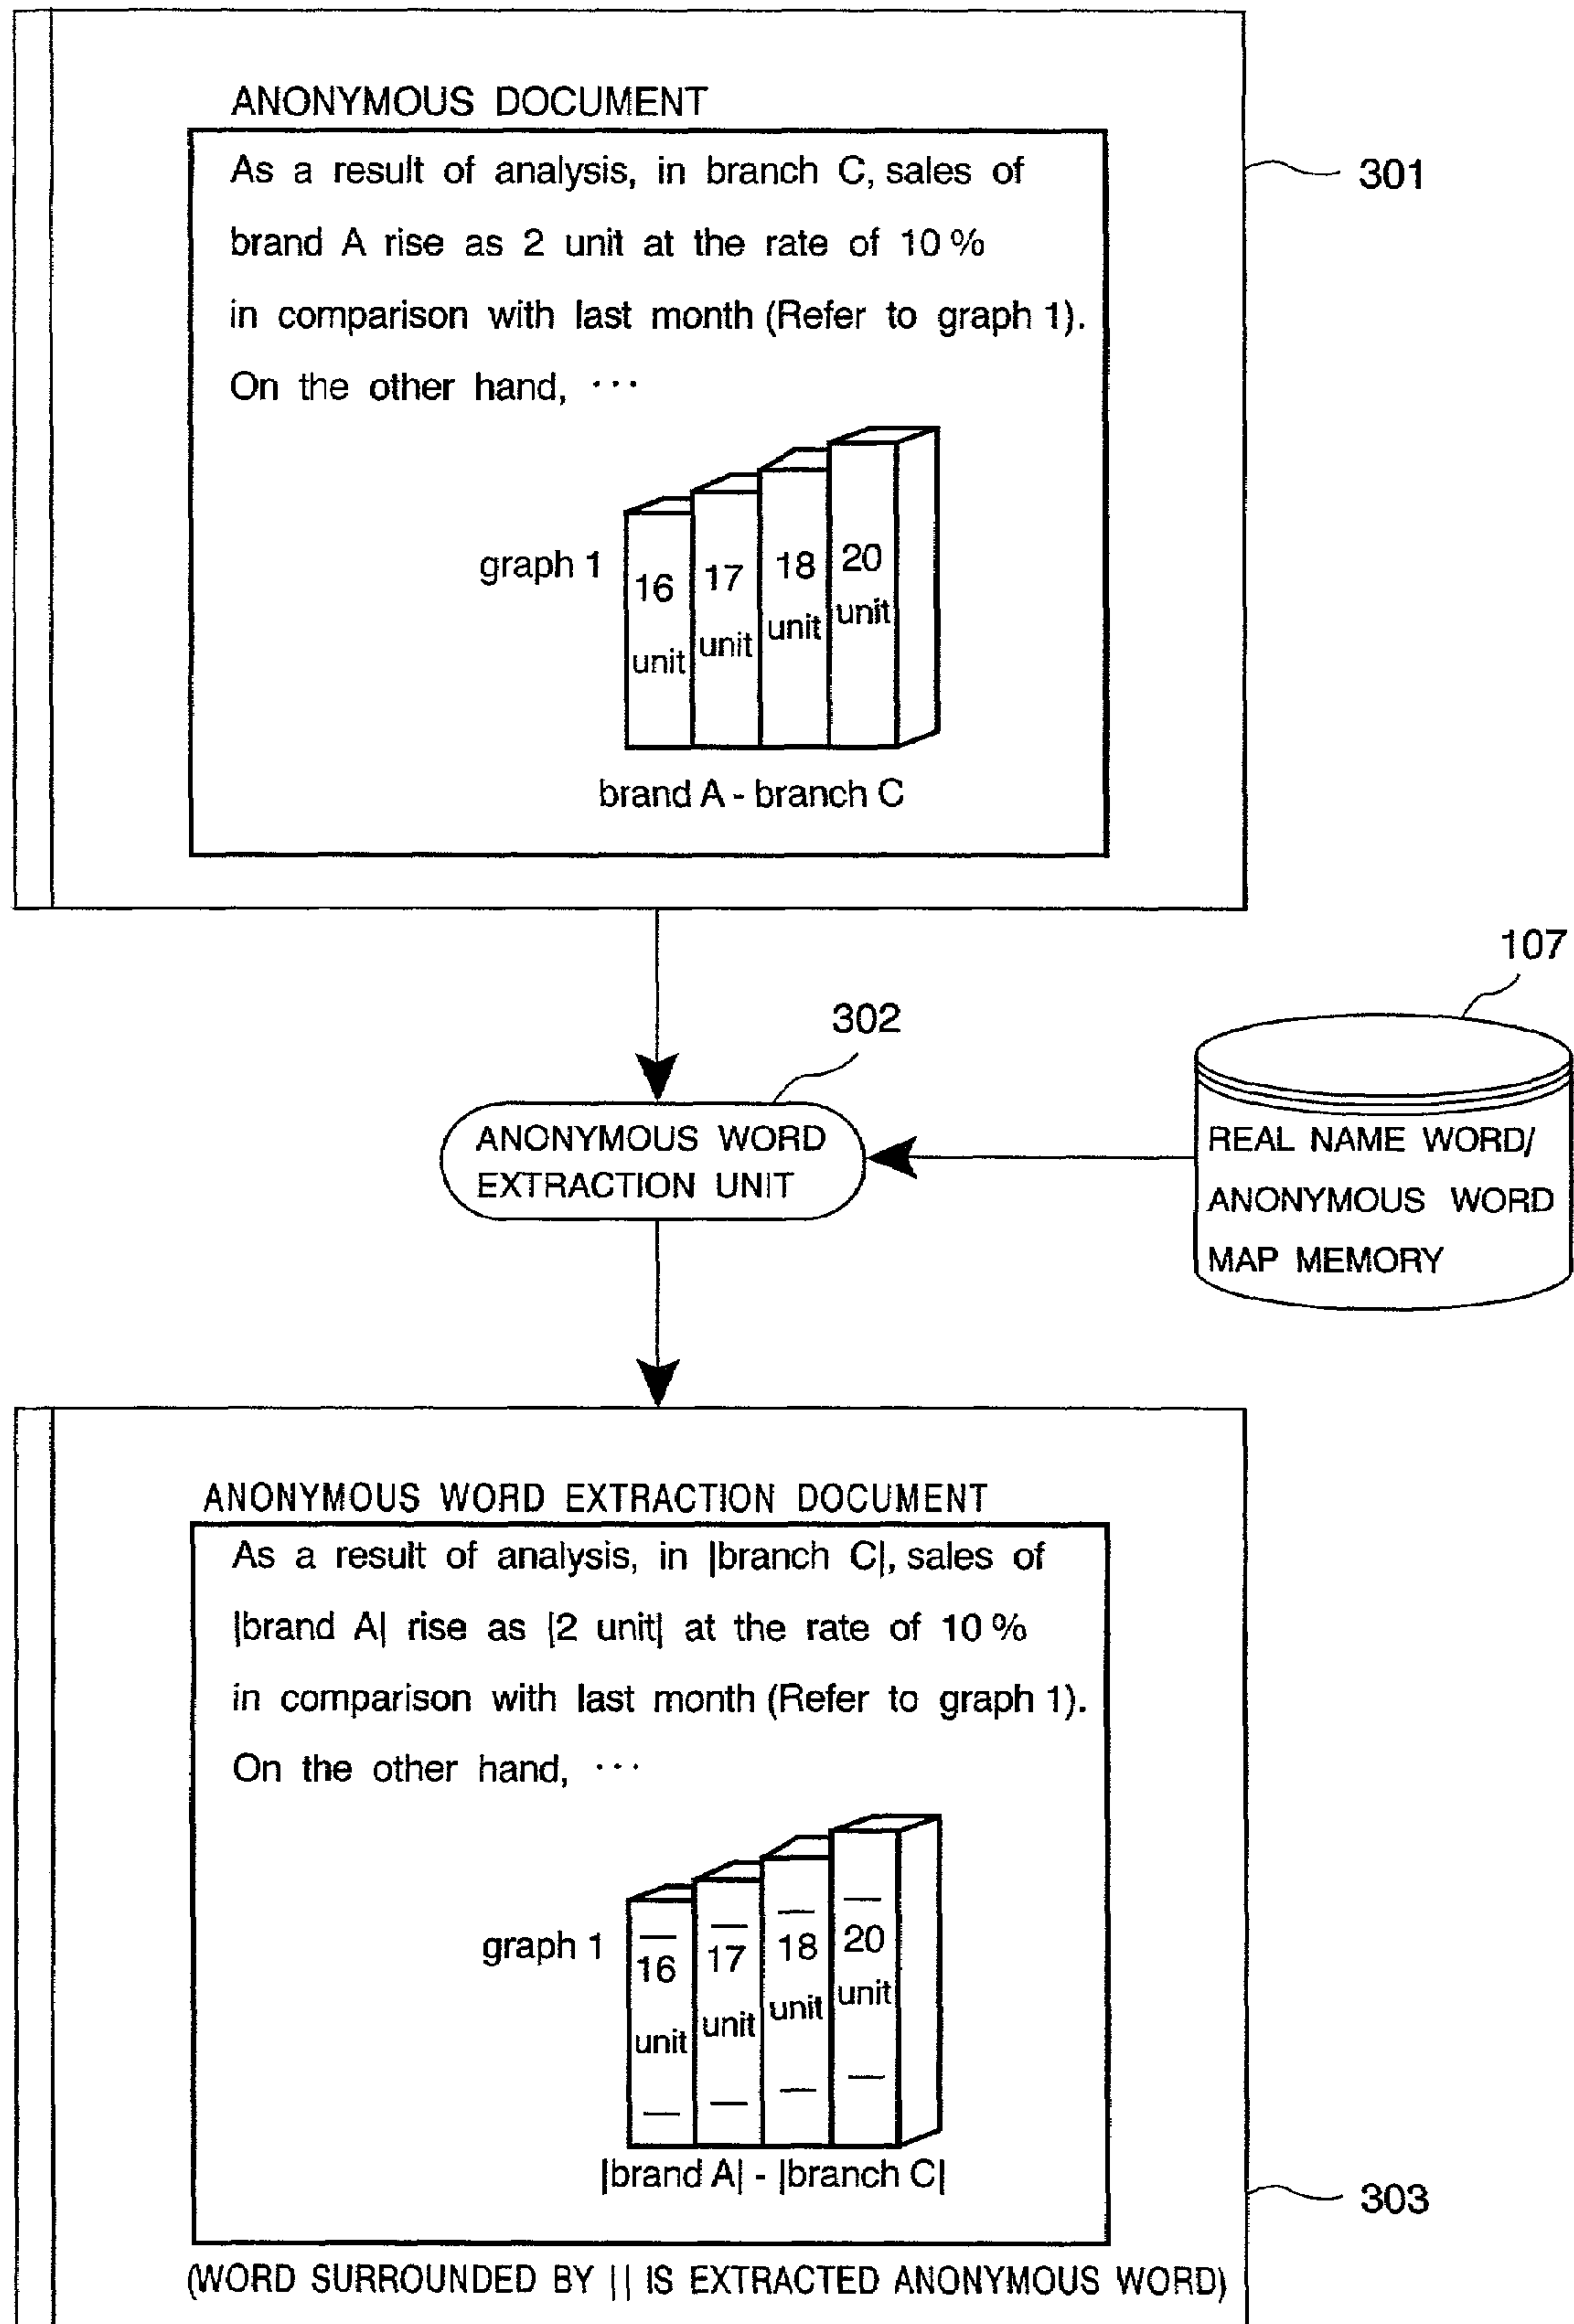 ANONYMOUS DOCUMENT
As a result of analysis, in branch C, sales of
brand A rise as 2 unit at the rate of 10 %
in comparison with last month (Refer to graph 1).
On the other hand, ···
graph 1
16 unit
17 unit
18 unit
20 unit
brand A - branch C
301
107
302
ANONYMOUS WORD
EXTRACTION UNIT
REAL NAME WORD/
ANONYMOUS WORD
MAP MEMORY
ANONYMOUS WORD EXTRACTION DOCUMENT
As a result of analysis, in |branch C|, sales of
|brand A| rise as |2 unit| at the rate of 10 %
in comparison with last month (Refer to graph 1).
On the other hand, ···
graph 1
|16 unit|
|17 unit|
|18 unit|
|20 unit|
|brand A| - |branch C|
303
(WORD SURROUNDED BY || IS EXTRACTED ANONYMOUS WORD)